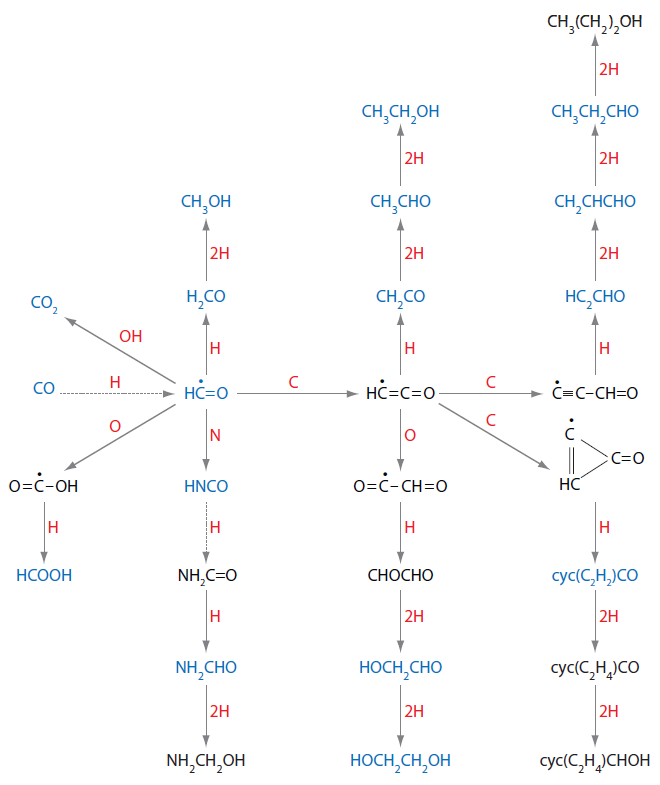 CH₃(CH₂)₂OH
2H
CH₃CH₂OH CH₃CH₂CHO
2H 2H
CH₃OH CH₃CHO CH₂CHCHO
2H 2H 2H
CO₂ H₂CO CH₂CO HC₂CHO
OH H H H
CO H HĊ=O C HĊ=C=O C Ċ≡C-CH=O
O N O C Ċ HC C=O
O=Ċ-OH HNCO O=Ċ-CH=O
H H H H
HCOOH NH₂C=O CHOCHO cyc(C₂H₂)CO
H 2H 2H
NH₂CHO HOCH₂CHO cyc(C₂H₄)CO
2H 2H 2H
NH₂CH₂OH HOCH₂CH₂OH cyc(C₂H₄)CHOH